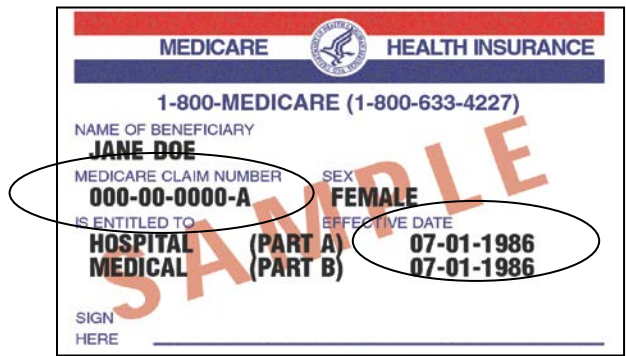 MEDICARE HEALTH INSURANCE
1-800-MEDICARE (1-800-633-4227)
NAME OF BENEFICIARY
JANE DOE
MEDICARE CLAIM NUMBER SEX
000-00-0000-A FEMALE
IS ENTITLED TO EFFECTIVE DATE
HOSPITAL (PART A) 07-01-1986
MEDICAL (PART B) 07-01-1986
SAMPLE
SIGN
HERE